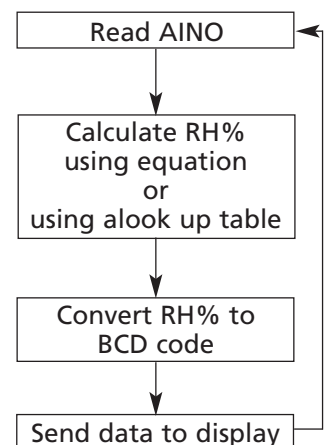 Read AINO
Calculate RH%
using equation
or
using alook up table
Convert RH% to
BCD code
Send data to display